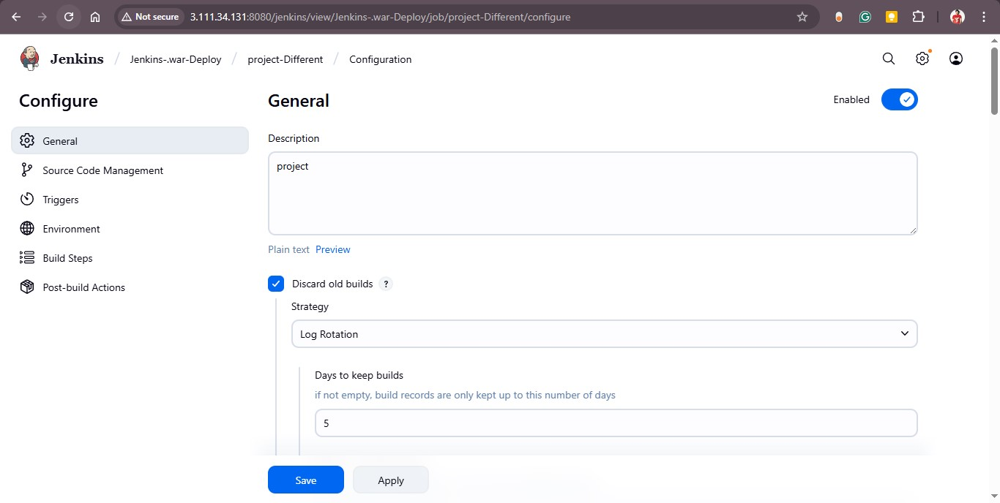 Not secure 3.111.34.131:8080/jenkins/view/Jenkins-.war-Deploy/job/project-Different/configure
Jenkins / Jenkins-.war-Deploy / project-Different / Configuration
Configure
General
Source Code Management
Triggers
Environment
Build Steps
Post-build Actions
General
Enabled
Description
project
Plain text Preview
Discard old builds ?
Strategy
Log Rotation
Days to keep builds
if not empty, build records are only kept up to this number of days
5
Save Apply